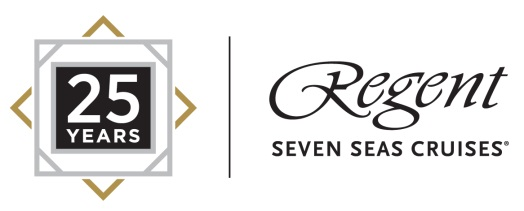 25
YEARS
Regent
SEVEN SEAS CRUISES®